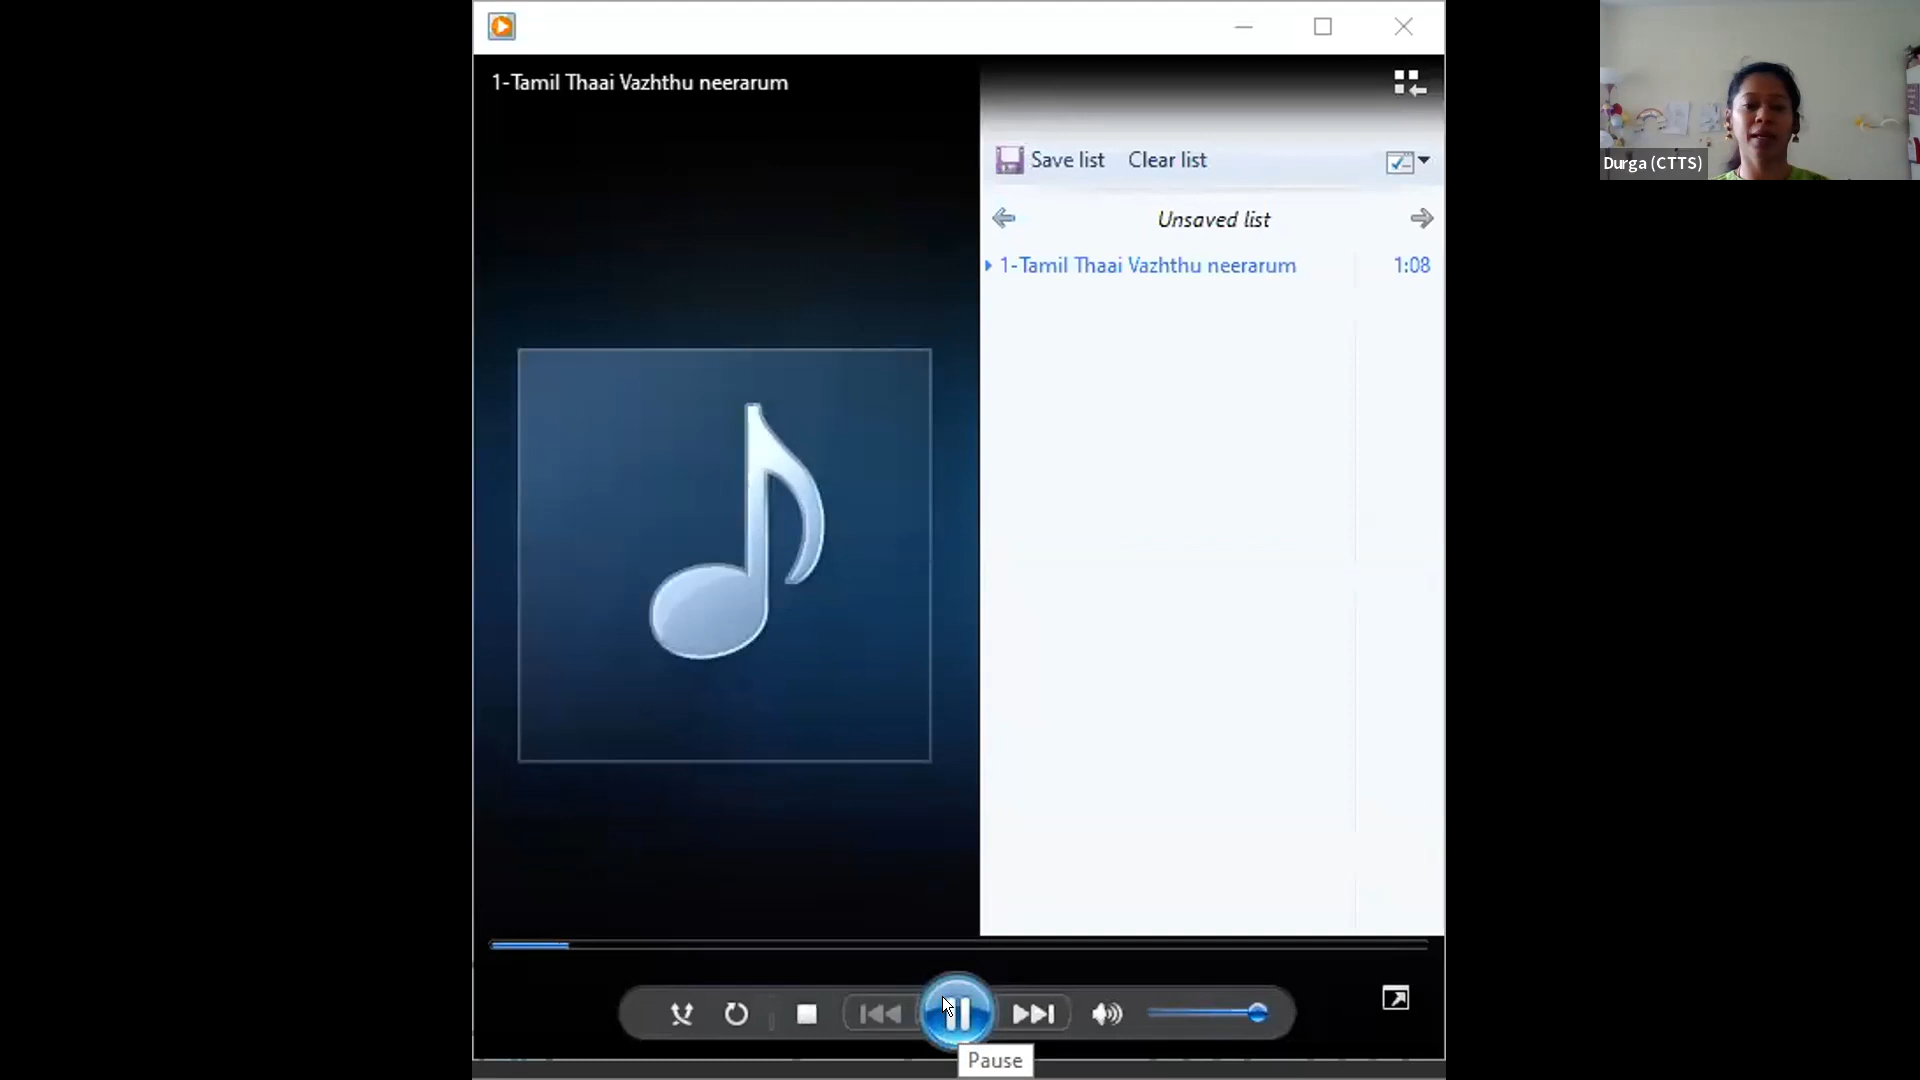 1-Tamil Thaai Vazhthu neerarum
Save list Clear list
Unsaved list
1-Tamil Thaai Vazhthu neerarum 1:08
Pause
Durga (CTTS)